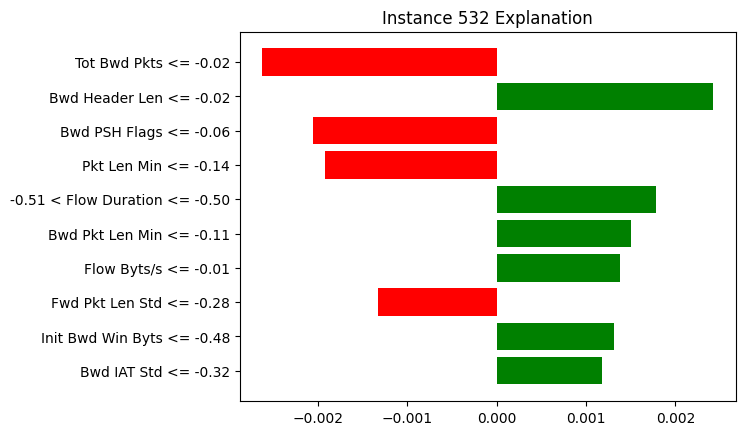 Instance 532 Explanation
Tot Bwd Pkts <= -0.02
Bwd Header Len <= -0.02
Bwd PSH Flags <= -0.06
Pkt Len Min <= -0.14
-0.51 < Flow Duration <= -0.50
Bwd Pkt Len Min <= -0.11
Flow Byts/s <= -0.01
Fwd Pkt Len Std <= -0.28
Init Bwd Win Byts <= -0.48
Bwd IAT Std <= -0.32
−0.002 −0.001 0.000 0.001 0.002